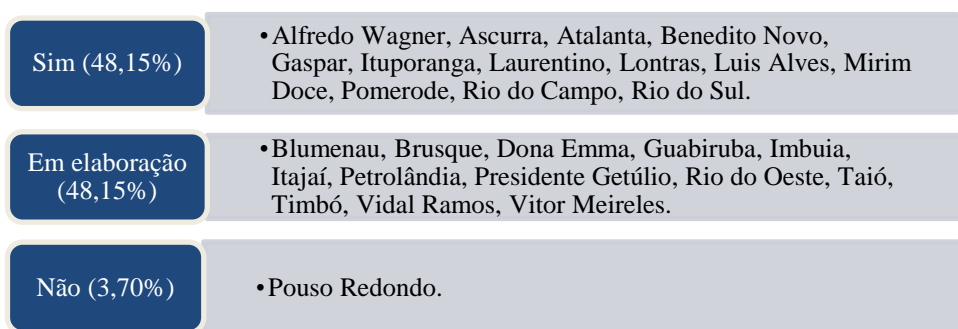 Sim (48,15%)
•Alfredo Wagner, Ascurra, Atalanta, Benedito Novo,
Gaspar, Ituporanga, Laurentino, Lontras, Luis Alves, Mirim
Doce, Pomerode, Rio do Campo, Rio do Sul.
Em elaboração
(48,15%)
•Blumenau, Brusque, Dona Emma, Guabiruba, Imbuia,
Itajaí, Petrolândia, Presidente Getúlio, Rio do Oeste, Taió,
Timbó, Vidal Ramos, Vitor Meireles.
Não (3,70%)
•Pouso Redondo.